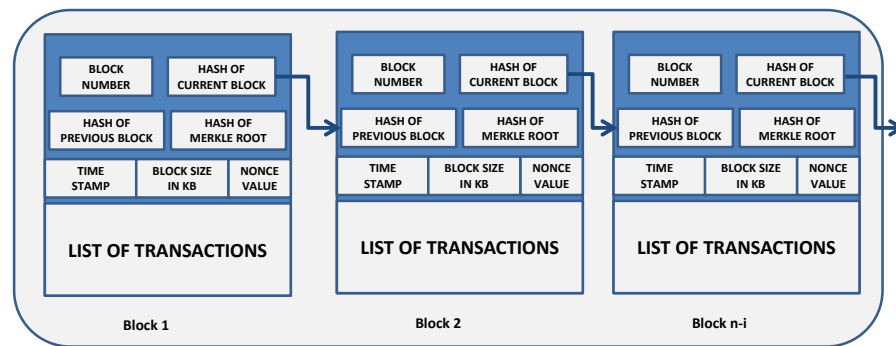 BLOCK
NUMBER
HASH OF
CURRENT BLOCK
HASH OF
PREVIOUS BLOCK
HASH OF
MERKLE ROOT
TIME
STAMP
BLOCK SIZE
IN KB
NONCE
VALUE
LIST OF TRANSACTIONS
Block 1
BLOCK
NUMBER
HASH OF
CURRENT BLOCK
HASH OF
PREVIOUS BLOCK
HASH OF
MERKLE ROOT
TIME
STAMP
BLOCK SIZE
IN KB
NONCE
VALUE
LIST OF TRANSACTIONS
Block 2
BLOCK
NUMBER
HASH OF
CURRENT BLOCK
HASH OF
PREVIOUS BLOCK
HASH OF
MERKLE ROOT
TIME
STAMP
BLOCK SIZE
IN KB
NONCE
VALUE
LIST OF TRANSACTIONS
Block n-i